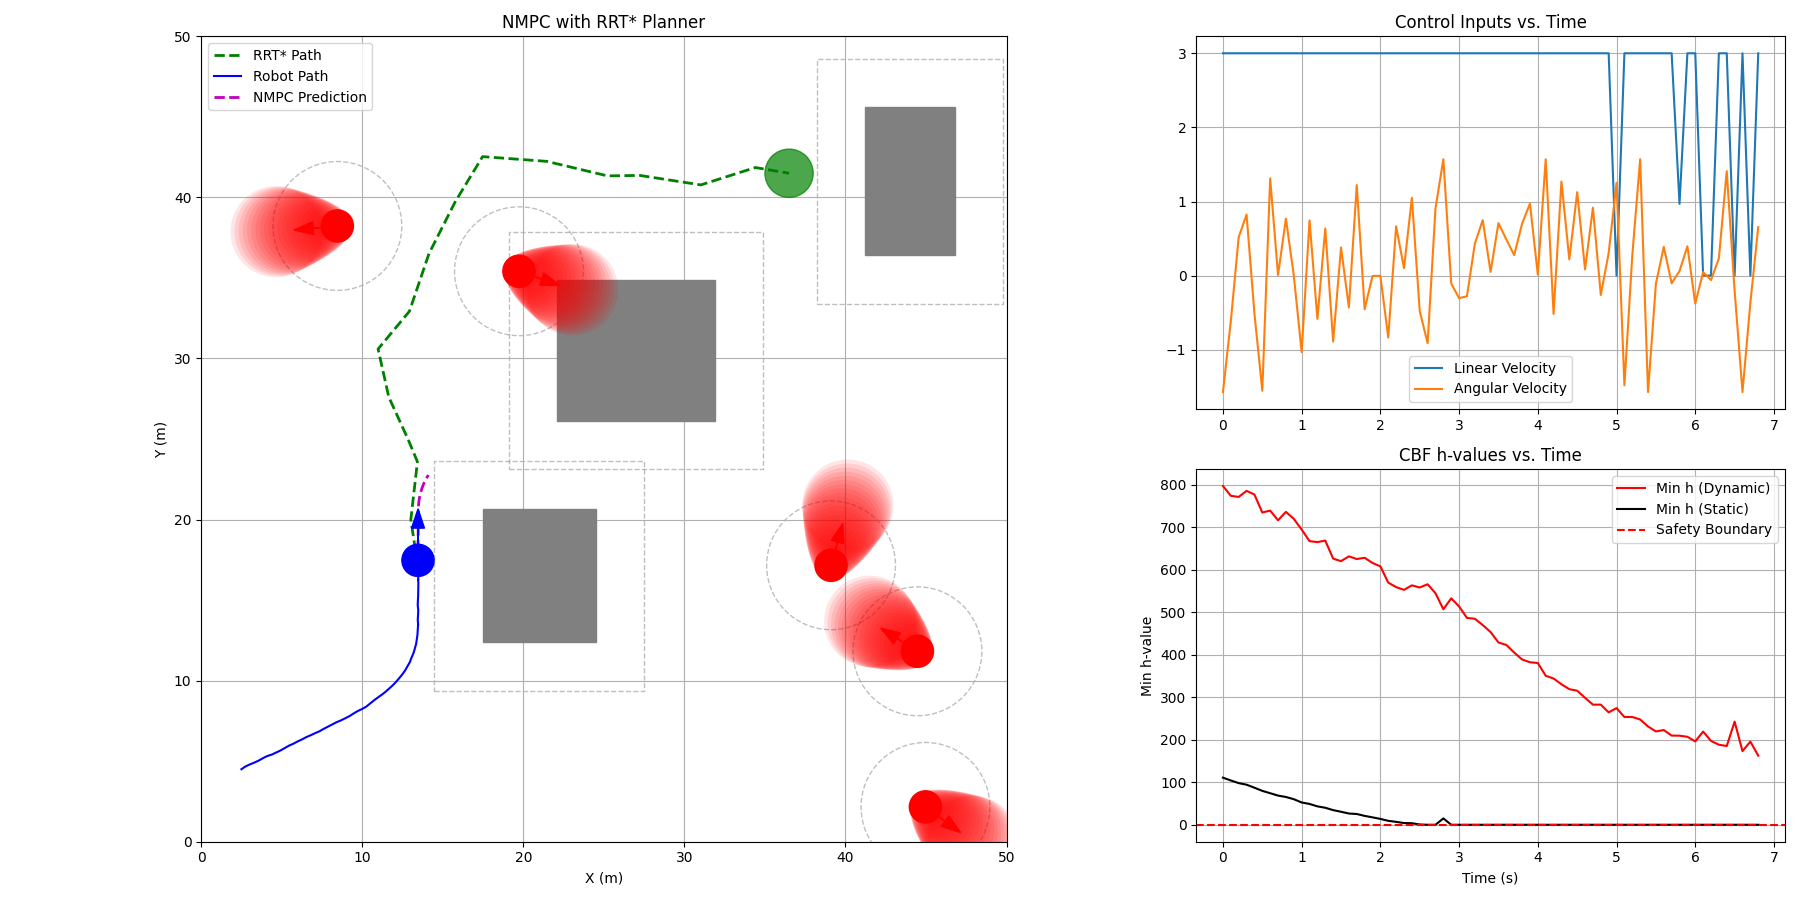 NMPC with RRT* Planner
50
40
30
20
10
0
Y (m)
RRT* Path
Robot Path
NMPC Prediction
0 10 20 30 40 50
X (m)
Control Inputs vs. Time
3
2
1
0
−1
Linear Velocity
Angular Velocity
0 1 2 3 4 5 6 7
CBF h-values vs. Time
800
700
600
500
400
300
200
100
0
Min h-value
Min h (Dynamic)
Min h (Static)
Safety Boundary
0 1 2 3 4 5 6 7
Time (s)